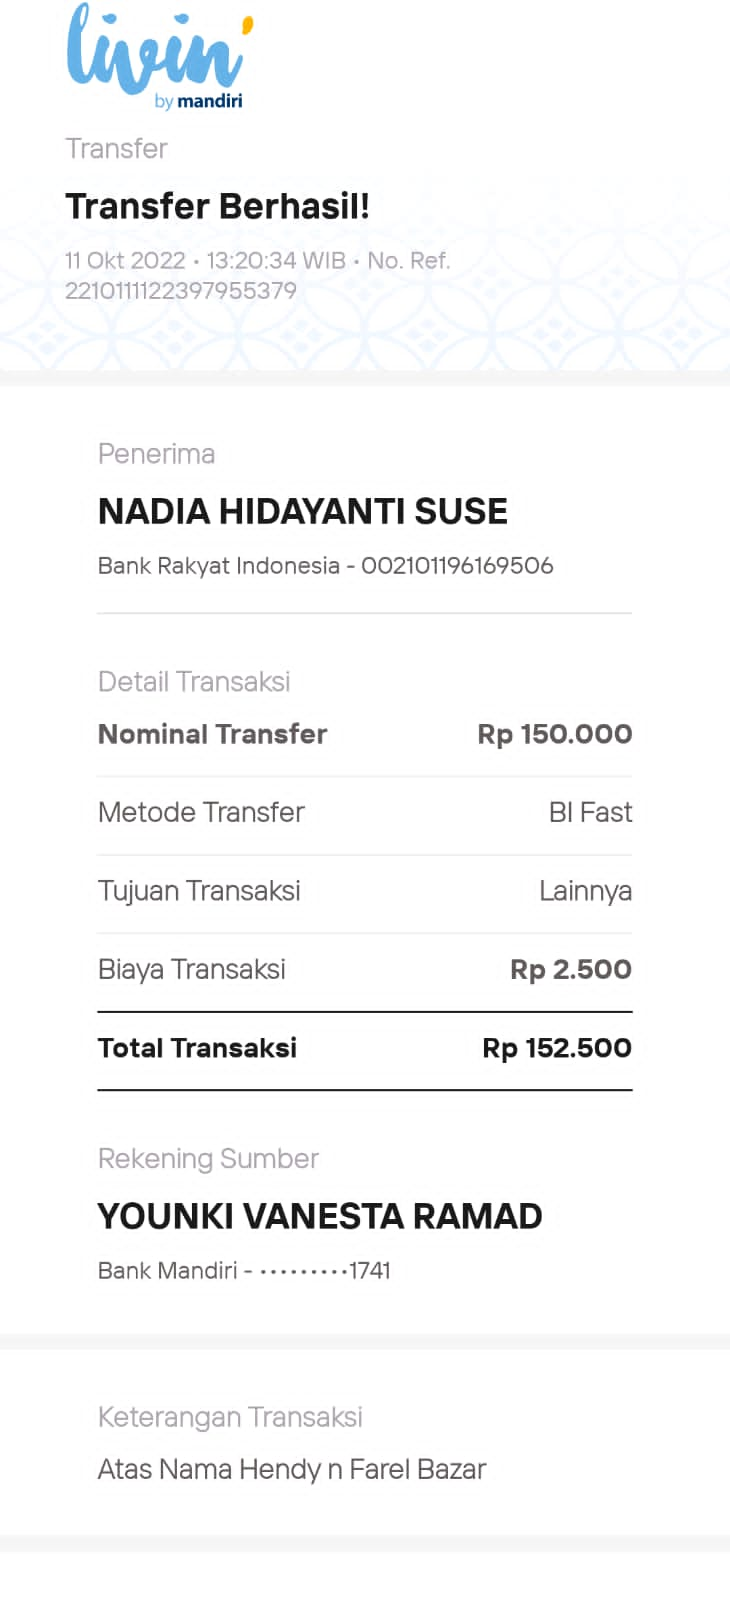 livin'
by mandiri
Transfer
Transfer Berhasil!
11 Okt 2022 • 13:20:34 WIB • No. Ref.
2210111122397955379
Penerima
NADIA HIDAYANTI SUSE
Bank Rakyat Indonesia - 002101196169506
Detail Transaksi
Nominal Transfer Rp 150.000
Metode Transfer BI Fast
Tujuan Transaksi Lainnya
Biaya Transaksi Rp 2.500
Total Transaksi Rp 152.500
Rekening Sumber
YOUNKI VANESTA RAMAD
Bank Mandiri - •••••••••1741
Keterangan Transaksi
Atas Nama Hendy n Farel Bazar